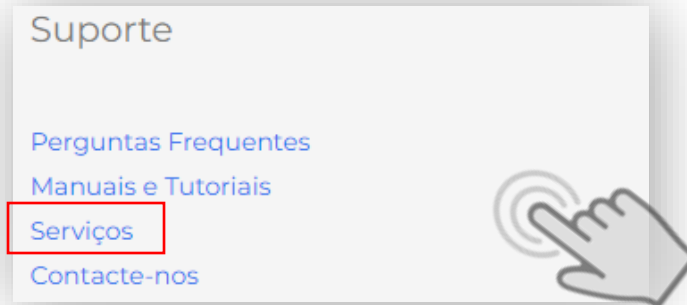 Suporte
Perguntas Frequentes
Manuais e Tutoriais
Serviços
Contacte-nos